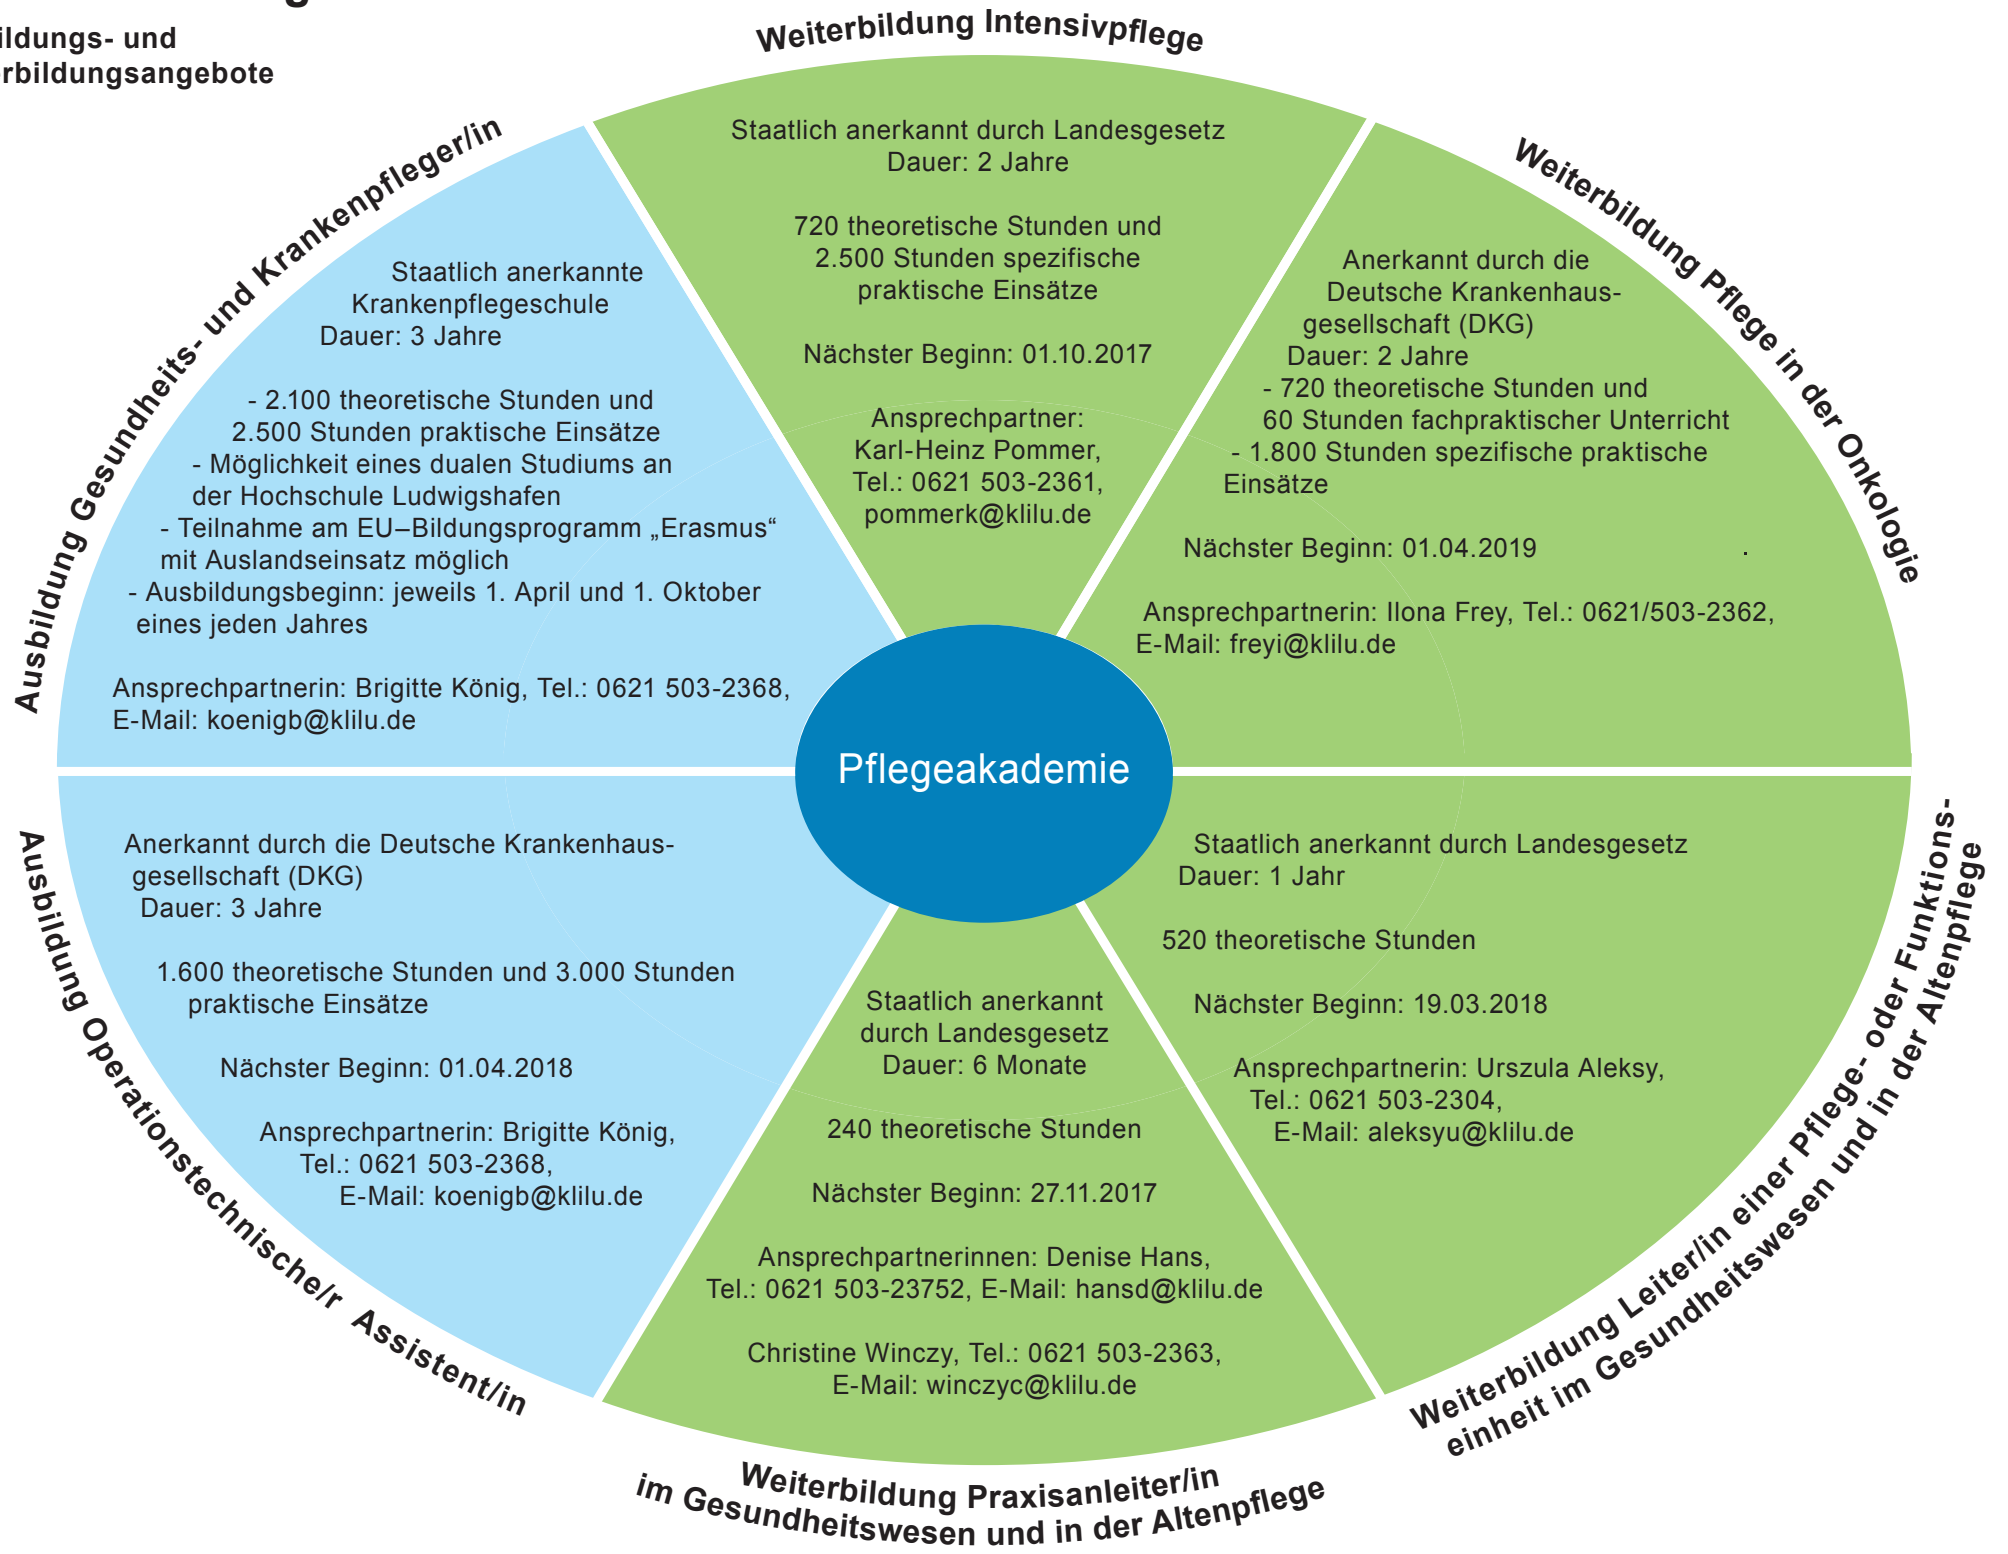 ildungs- und
rbildungsangebote
Weiterbildung Intensivpflege
Staatlich anerkannt durch Landesgesetz
Dauer: 2 Jahre
720 theoretische Stunden und
2.500 Stunden spezifische
praktische Einsätze
Nächster Beginn: 01.10.2017
Ansprechpartner:
Karl-Heinz Pommer,
Tel.: 0621 503-2361,
pommerk@klilu.de
Weiterbildung Pflege in der Onkologie
Anerkannt durch die
Deutsche Krankenhaus-
gesellschaft (DKG)
Dauer: 2 Jahre
- 720 theoretische Stunden und
60 Stunden fachpraktischer Unterricht
- 1.800 Stunden spezifische praktische
Einsätze
Nächster Beginn: 01.04.2019
.
Ansprechpartnerin: Ilona Frey, Tel.: 0621/503-2362,
E-Mail: freyi@klilu.de
Ausbildung Gesundheits- und Krankenpfleger/in
Staatlich anerkannte
Krankenpflegeschule
Dauer: 3 Jahre
- 2.100 theoretische Stunden und
2.500 Stunden praktische Einsätze
- Möglichkeit eines dualen Studiums an
der Hochschule Ludwigshafen
- Teilnahme am EU–Bildungsprogramm „Erasmus“
mit Auslandseinsatz möglich
- Ausbildungsbeginn: jeweils 1. April und 1. Oktober
eines jeden Jahres
Ansprechpartnerin: Brigitte König, Tel.: 0621 503-2368,
E-Mail: koenigb@klilu.de
Pflegeakademie
Ausbildung Operationstechnische/r Assistent/in
Anerkannt durch die Deutsche Krankenhaus-
gesellschaft (DKG)
Dauer: 3 Jahre
1.600 theoretische Stunden und 3.000 Stunden
praktische Einsätze
Nächster Beginn: 01.04.2018
Ansprechpartnerin: Brigitte König,
Tel.: 0621 503-2368,
E-Mail: koenigb@klilu.de
Staatlich anerkannt
durch Landesgesetz
Dauer: 6 Monate
240 theoretische Stunden
Nächster Beginn: 27.11.2017
Ansprechpartnerinnen: Denise Hans,
Tel.: 0621 503-23752, E-Mail: hansd@klilu.de
Christine Winczy, Tel.: 0621 503-2363,
E-Mail: winczyc@klilu.de
Weiterbildung Praxisanleiter/in
im Gesundheitswesen und in der Altenpflege
Staatlich anerkannt durch Landesgesetz
Dauer: 1 Jahr
520 theoretische Stunden
Nächster Beginn: 19.03.2018
Ansprechpartnerin: Urszula Aleksy,
Tel.: 0621 503-2304,
E-Mail: aleksyu@klilu.de
Weiterbildung Leiter/in einer Pflege- oder Funktions-
einheit im Gesundheitswesen und in der Altenpflege